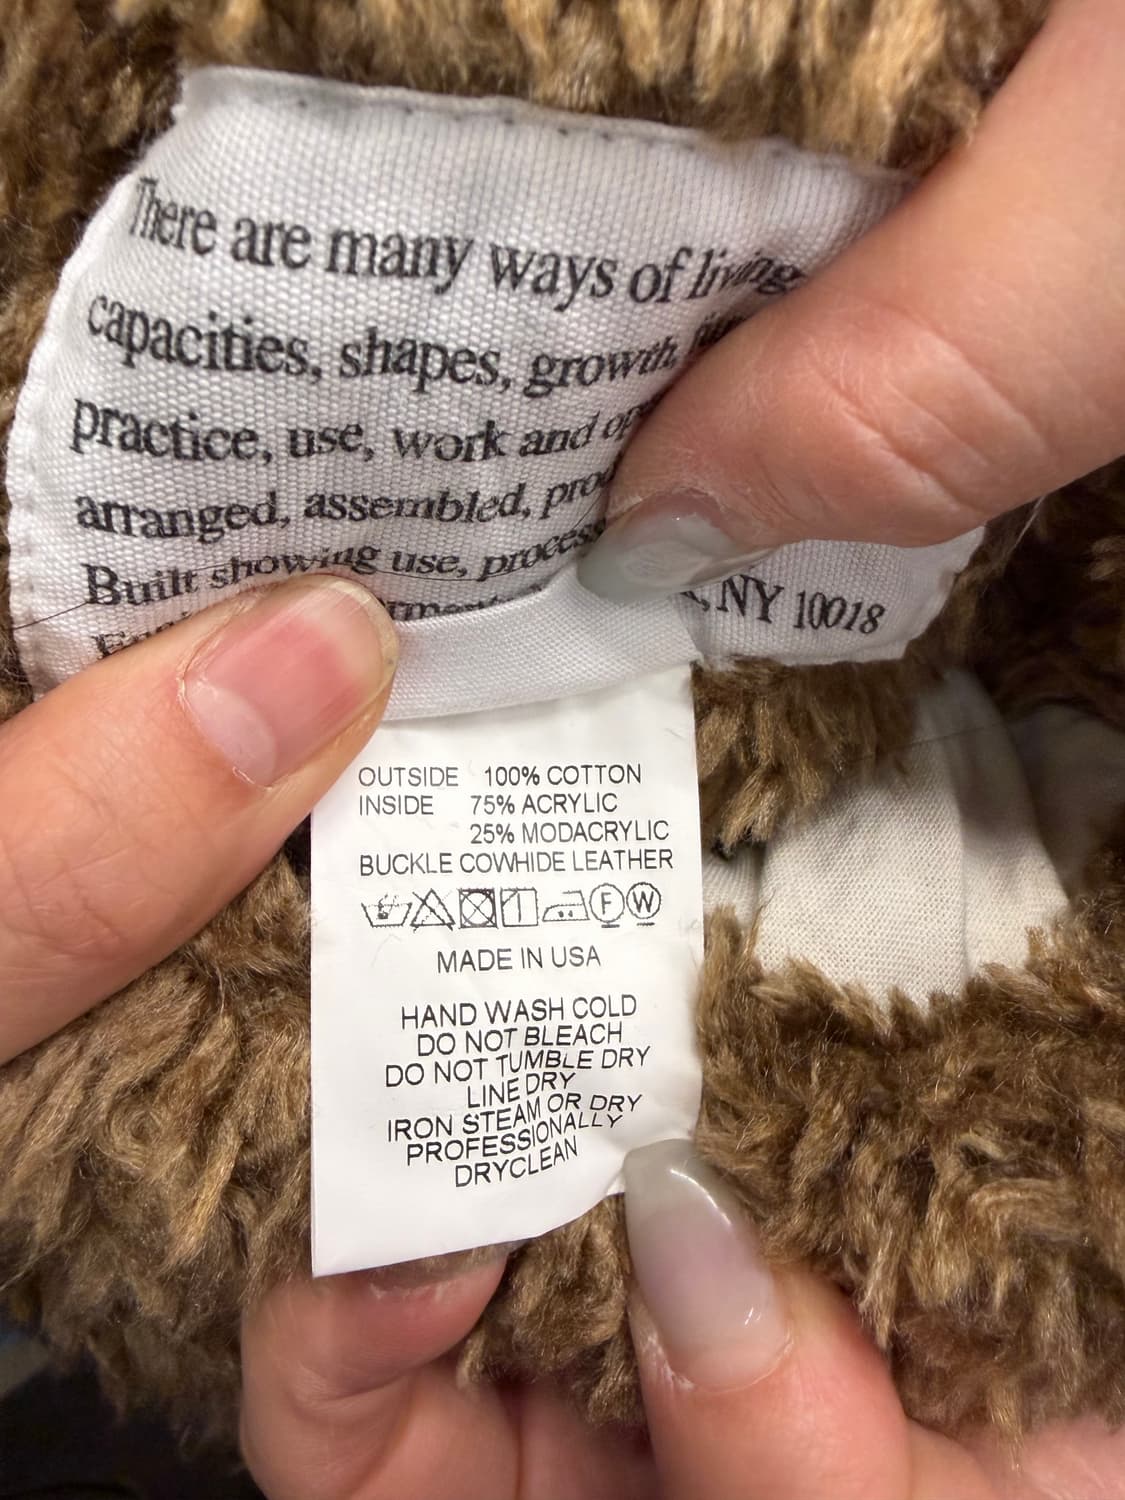 There are many ways of living
capacities, shapes, growth,
practice, use, work and
arranged, assembled,
Built showing use, process
NY 10018
OUTSIDE 100% COTTON
INSIDE 75% ACRYLIC
25% MODACRYLIC
BUCKLE COWHIDE LEATHER
F W
MADE IN USA
HAND WASH COLD
DO NOT BLEACH
DO NOT TUMBLE DRY
LINE DRY
IRON STEAM OR DRY
PROFESSIONALLY
DRYCLEAN